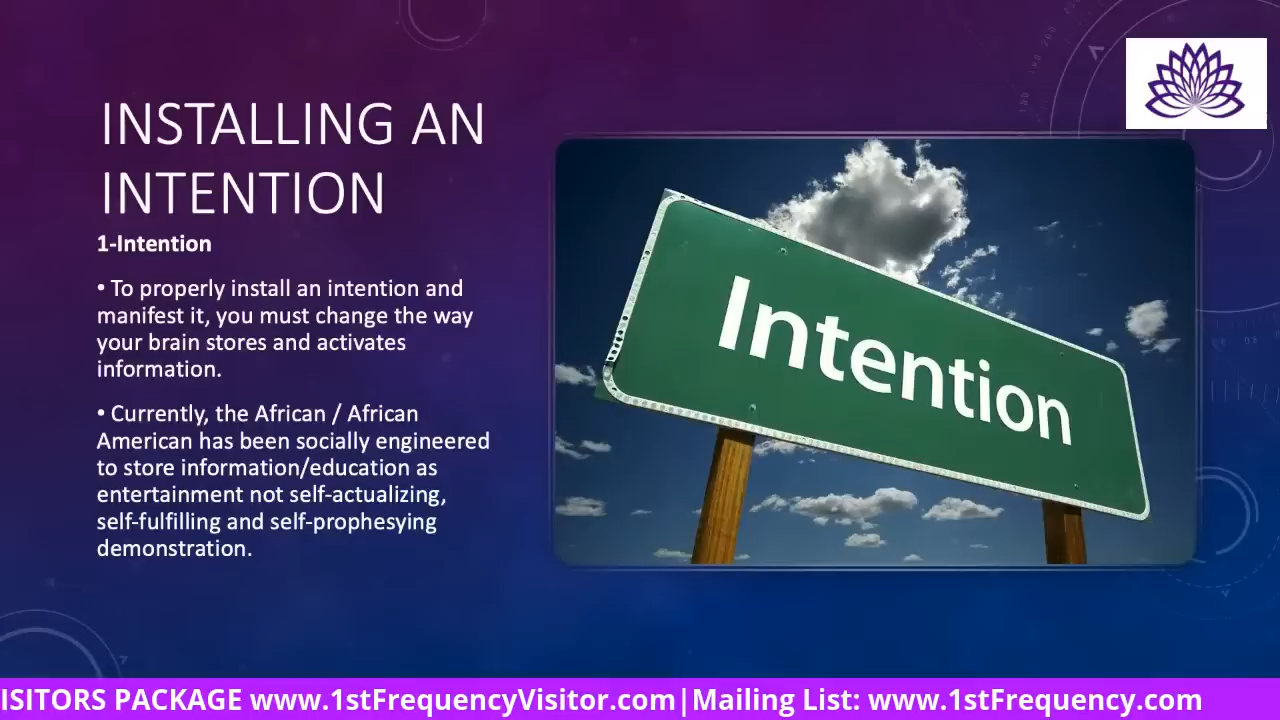 INSTALLING AN
INTENTION
1-Intention
• To properly install an intention and
manifest it, you must change the way
your brain stores and activates
information.
• Currently, the African / African
American has been socially engineered
to store information/education as
entertainment not self-actualizing,
self-fulfilling and self-prophesying
demonstration.
Intention
ISITORS PACKAGE www.1stFrequencyVisitor.com|Mailing List: www.1stFrequency.com